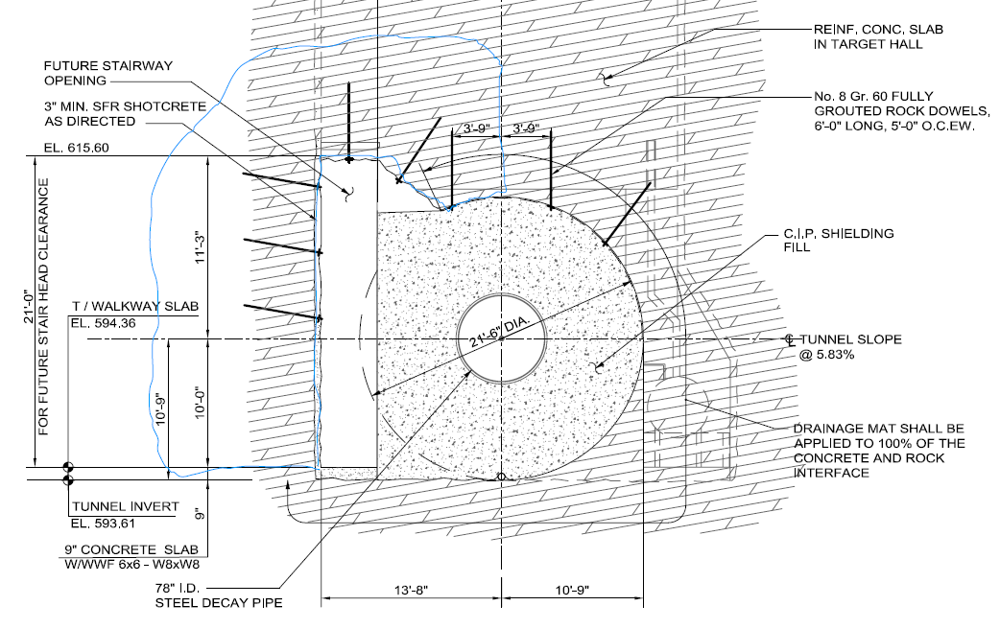 REINF. CONC. SLAB
IN TARGET HALL
FUTURE STAIRWAY
OPENING
No. 8 Gr. 60 FULLY
GROUTED ROCK DOWELS,
6'-0" LONG, 5'-0" O.C.EW.
3" MIN. SFR SHOTCRETE
AS DIRECTED
3'-9" 3'-9"
EL. 615.60
21'-0"
FOR FUTURE STAIR HEAD CLEARANCE
11'-3"
C.I.P. SHIELDING
FILL
T / WALKWAY SLAB
EL. 594.36
21'-6" DIA.
℄ TUNNEL SLOPE
@ 5.83%
10'-9"
10'-0"
DRAINAGE MAT SHALL BE
APPLIED TO 100% OF THE
CONCRETE AND ROCK
INTERFACE
TUNNEL INVERT
EL. 593.61
9"
9" CONCRETE SLAB
W/WWF 6x6 - W8xW8
78" I.D.
STEEL DECAY PIPE
13'-8"
10'-9"